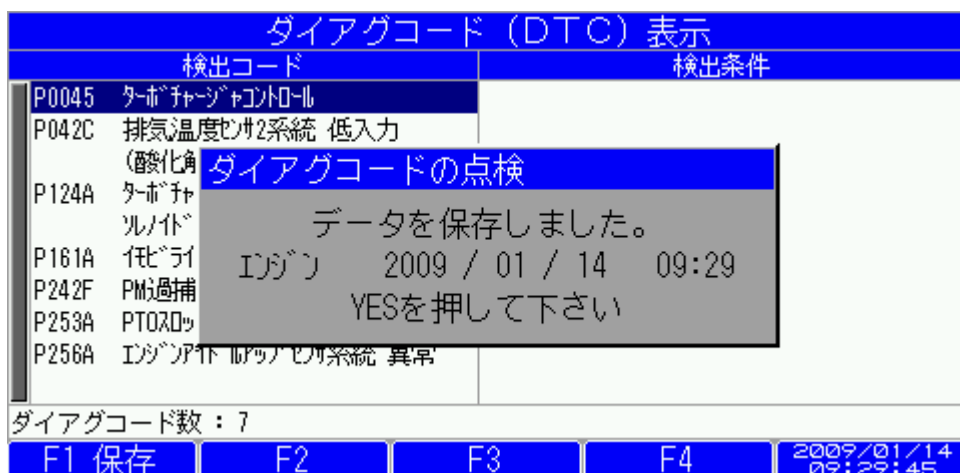 ダイアグコード（DTC）表示
検出コード 検出条件
P0045 ﾀｰﾎﾞﾁｬｰｼﾞｬｺﾝﾄﾛｰﾙ
P042C 排気温度ｾﾝｻ2系統 低入力
(酸化角
P124A ﾀｰﾎﾞﾁｬ
ｿﾚﾉｲﾄﾞ
P161A ｲﾓﾋﾞﾗｲ
P242F PM過捕
P253A PTOｽﾛｯ
P256A ｴﾝｼﾞﾝｱｲﾄﾞﾙｱｯﾌﾟｾﾝｻ系統 異常
ダイアグコードの点検
データを保存しました。
ｴﾝｼﾞﾝ 2009 / 01 / 14 09:29
YESを押して下さい
ダイアグコード数：7
F1 保存 F2 F3 F4 2009/01/14
09:29:45